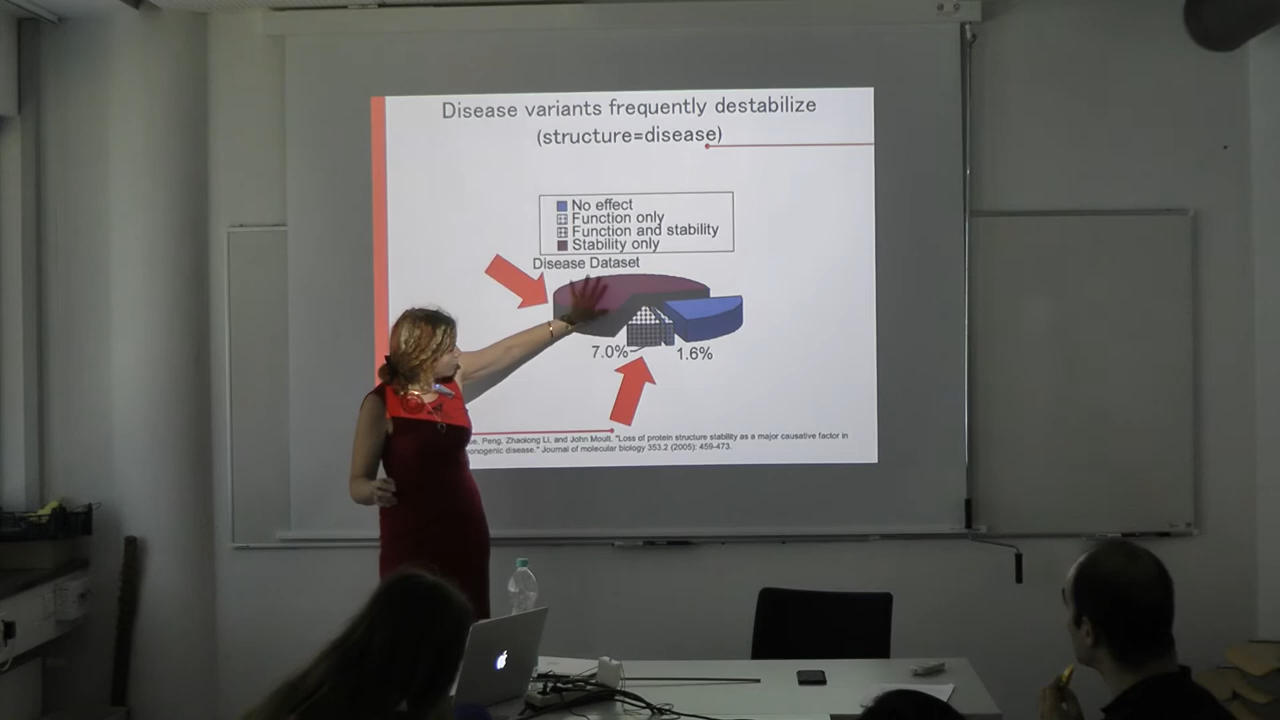 Disease variants frequently destabilize
(structure=disease)
No effect
Function only
Function and stability
Stability only
Disease Dataset
7.0%
1.6%
Peng, Zhaolong Li, and John Moult. "Loss of protein structure stability as a major causative factor in
monogenic disease." Journal of molecular biology 353.2 (2005): 459-473.